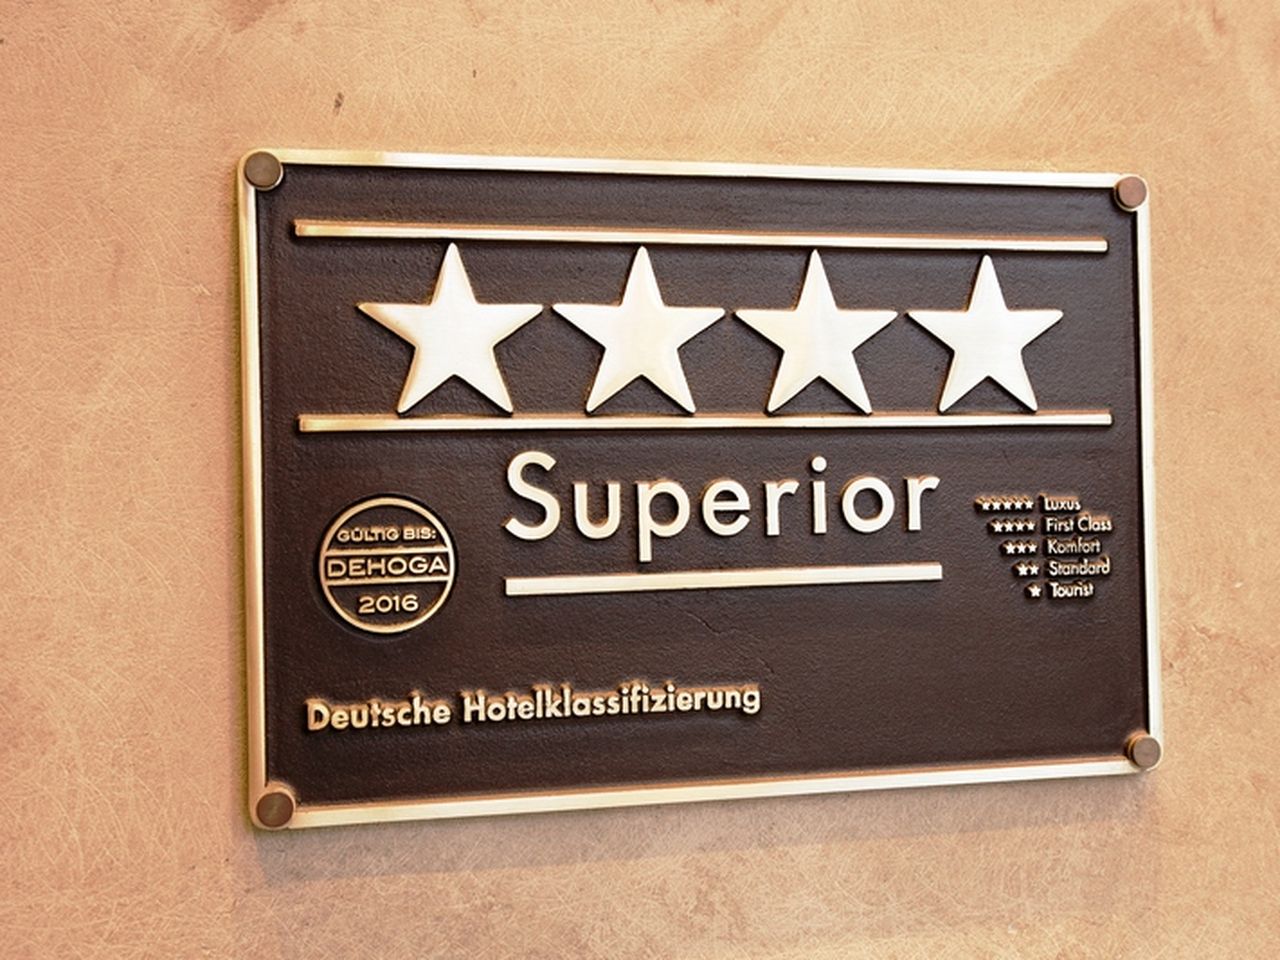 Superior
GÜLTIG BIS:
DEHOGA
2016
Luxus
First Class
Komfort
Standard
Tourist
Deutsche Hotelklassifizierung